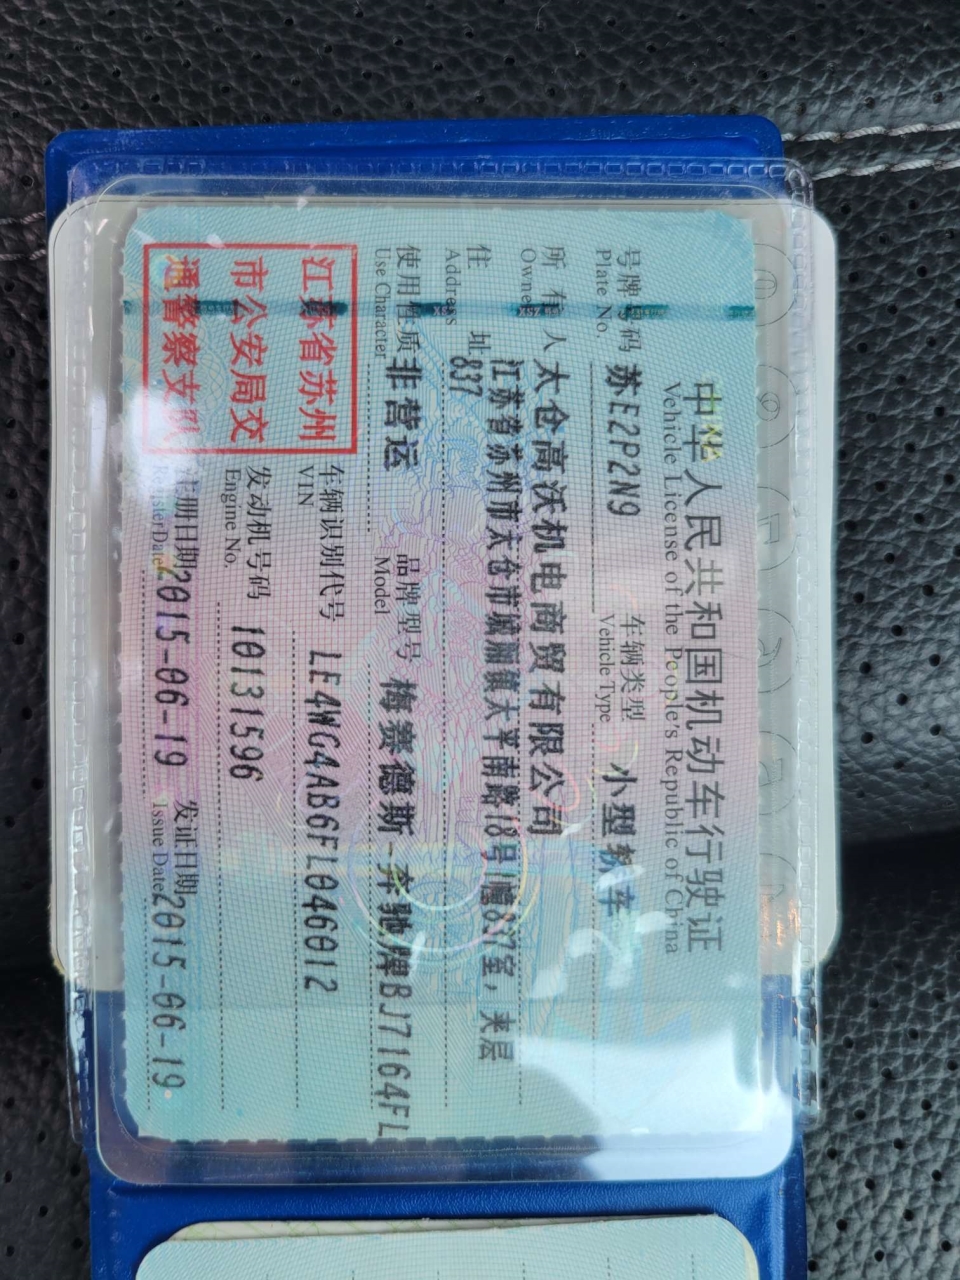 中华人民共和国机动车行驶证
Vehicle License of the People's Republic of China
号牌号码 苏E2P2N9 车辆类型 小型轿车
Plate No. Vehicle Type
所有人 太仓高沃机电商贸有限公司
Owner
住址 江苏省苏州市太仓市城厢镇太平南路18号1幢837室，夹层
Address 837
使用性质 非营运 品牌型号 梅赛德斯-奔驰牌BJ7164FL
Use Character Model
江苏省苏州
市公安局交
通警察支队
车辆识别代号 LE4WG4AB6FL046012
VIN
发动机号码 10131596
Engine No.
注册日期 2015-06-19 发证日期 2015-06-19
Register Date Issue Date